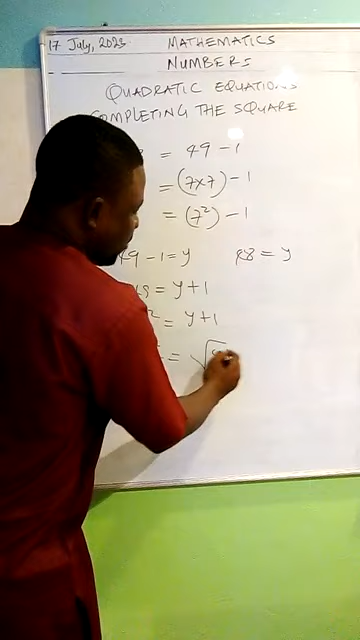 17 July, 2023 MATHEMATICS
NUMBERS
QUADRATIC EQUATIONS
COMPLETING THE SQUARE
= 49 - 1
= (7x7) - 1
= (7²) - 1
49 - 1 = y 48 = y
= y + 1
² = y + 1
= √